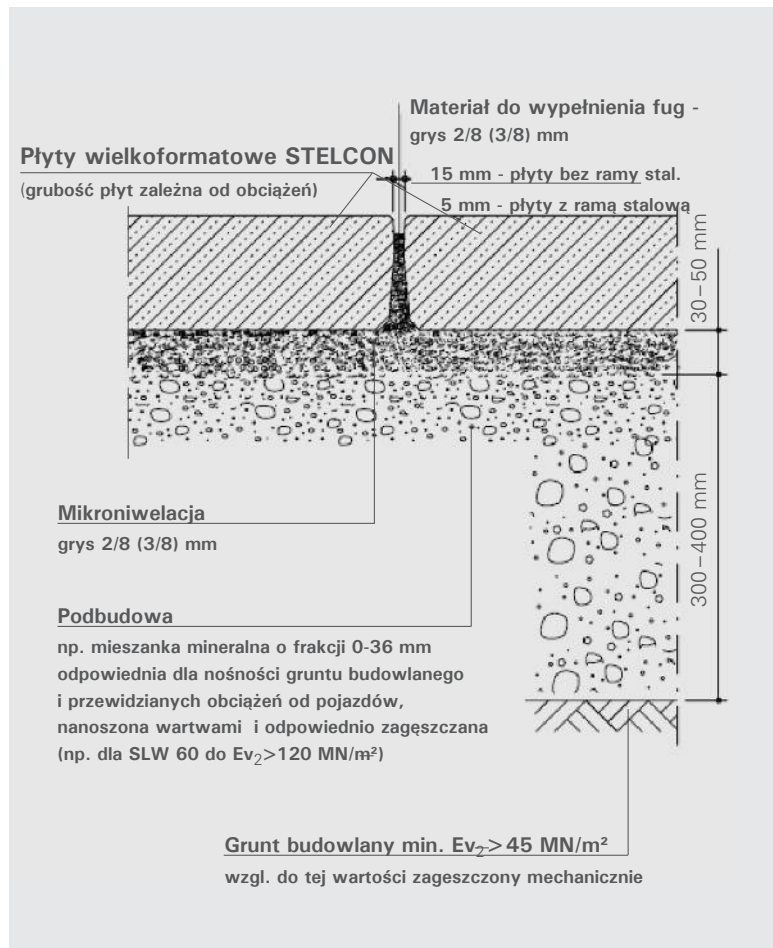 Materiał do wypełnienia fug -
grys 2/8 (3/8) mm
Płyty wielkoformatowe STELCON
(grubość płyt zależna od obciążeń)
15 mm - płyty bez ramy stal.
5 mm - płyty z ramą stalową
30–50 mm
300–400 mm
Mikroniwelacja
grys 2/8 (3/8) mm
Podbudowa
np. mieszanka mineralna o frakcji 0-36 mm
odpowiednia dla nośności gruntu budowlanego
i przewidzianych obciążeń od pojazdów,
nanoszona wartwami i odpowiednio zagęszczana
(np. dla SLW 60 do Ev₂>120 MN/m²)
Grunt budowlany min. Ev₂>45 MN/m²
wzgl. do tej wartości zageszczony mechanicznie